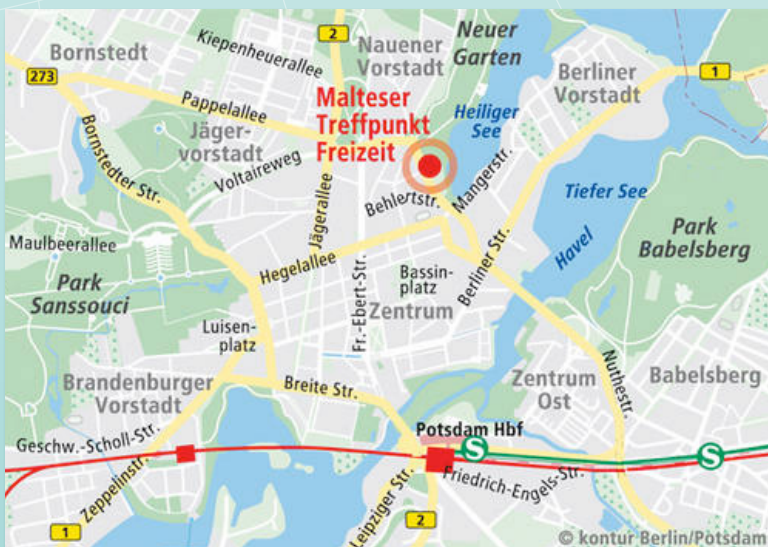 Bornstedt
Kiepenheuerallee
2
Nauener
Vorstadt
Neuer
Garten
Berliner
Vorstadt
1
273
Pappelallee
Malteser
Treffpunkt
Freizeit
Heiliger
See
Bornstedter Str.
Jäger-
vorstadt
Voltaireweg
Jägerallee
Behlertstr.
Mangerstr.
Tiefer See
Park
Babelsberg
Maulbeerallee
Hegelallee
Havel
Park
Sanssouci
Fr.-Ebert-Str.
Bassin-
platz
Berliner Str.
Zentrum
Luisen-
platz
Brandenburger
Vorstadt
Breite Str.
Zentrum
Ost
Nuthestr.
Babelsberg
Geschw.-Scholl-Str.
Potsdam Hbf
S
S
Zeppelinstr.
Leipziger Str.
Friedrich-Engels-Str.
1
2
© kontur Berlin/Potsdam